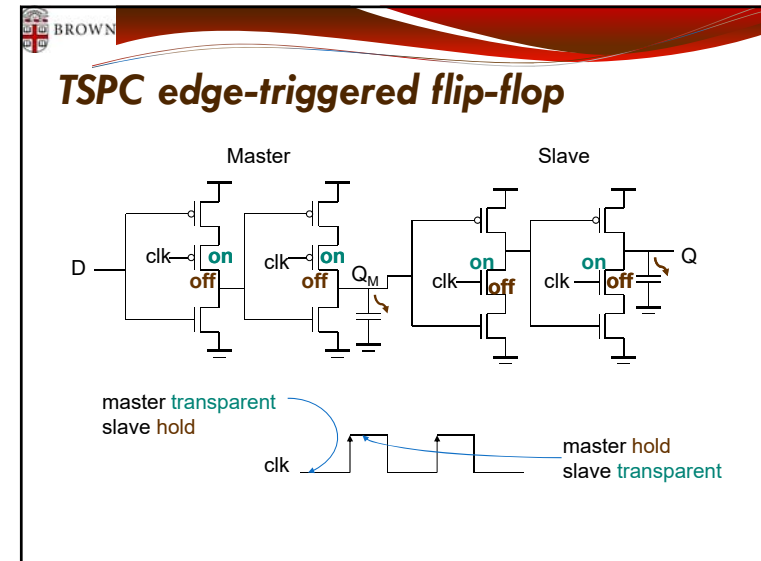 BROWN
TSPC edge-triggered flip-flop
Master
Slave
D
clk
on
off
clk
on
off
QM
clk
on
off
clk
on
off
Q
master transparent
slave hold
clk
master hold
slave transparent